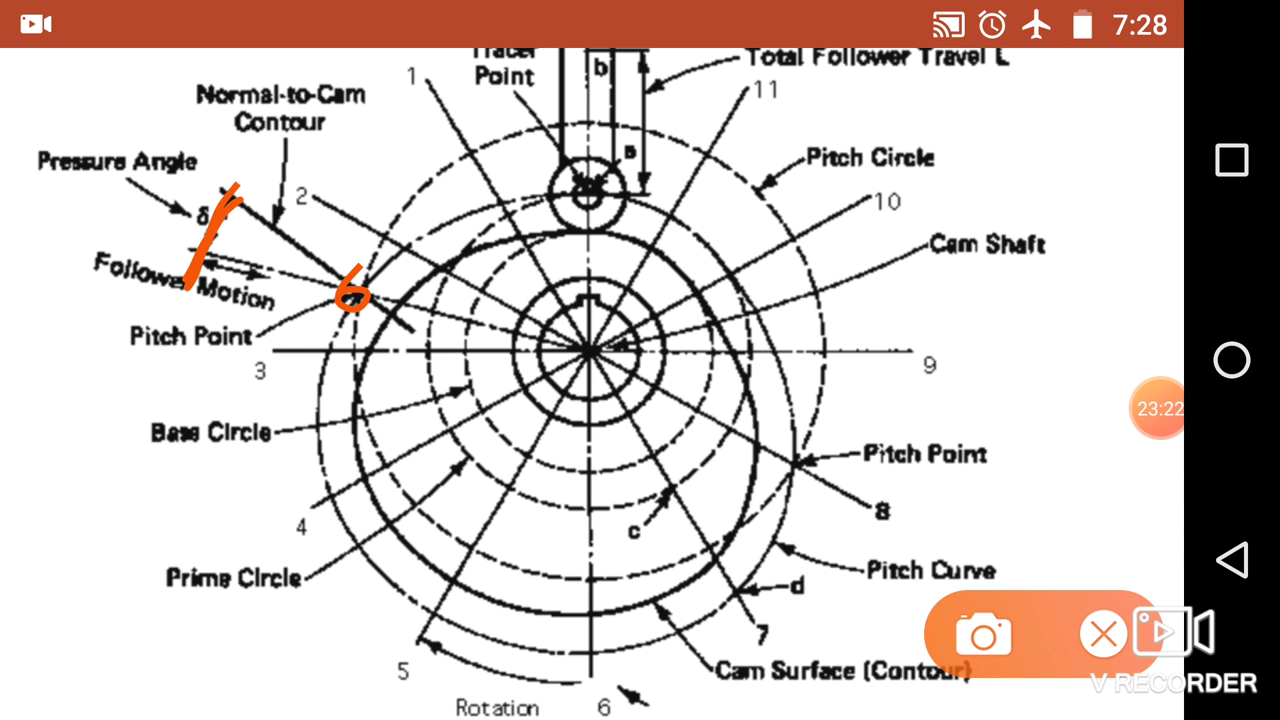 7:28
Tracer
Point
b
Total Follower Travel L
1
11
Normal-to-Cam
Contour
a
Pitch Circle
Pressure Angle
2
10
δ
Cam Shaft
Follower Motion
Pitch Point
3
9
23:22
Base Circle
Pitch Point
4
8
c
Prime Circle
Pitch Curve
d
7
5
Cam Surface (Contour)
V RECORDER
Rotation
6